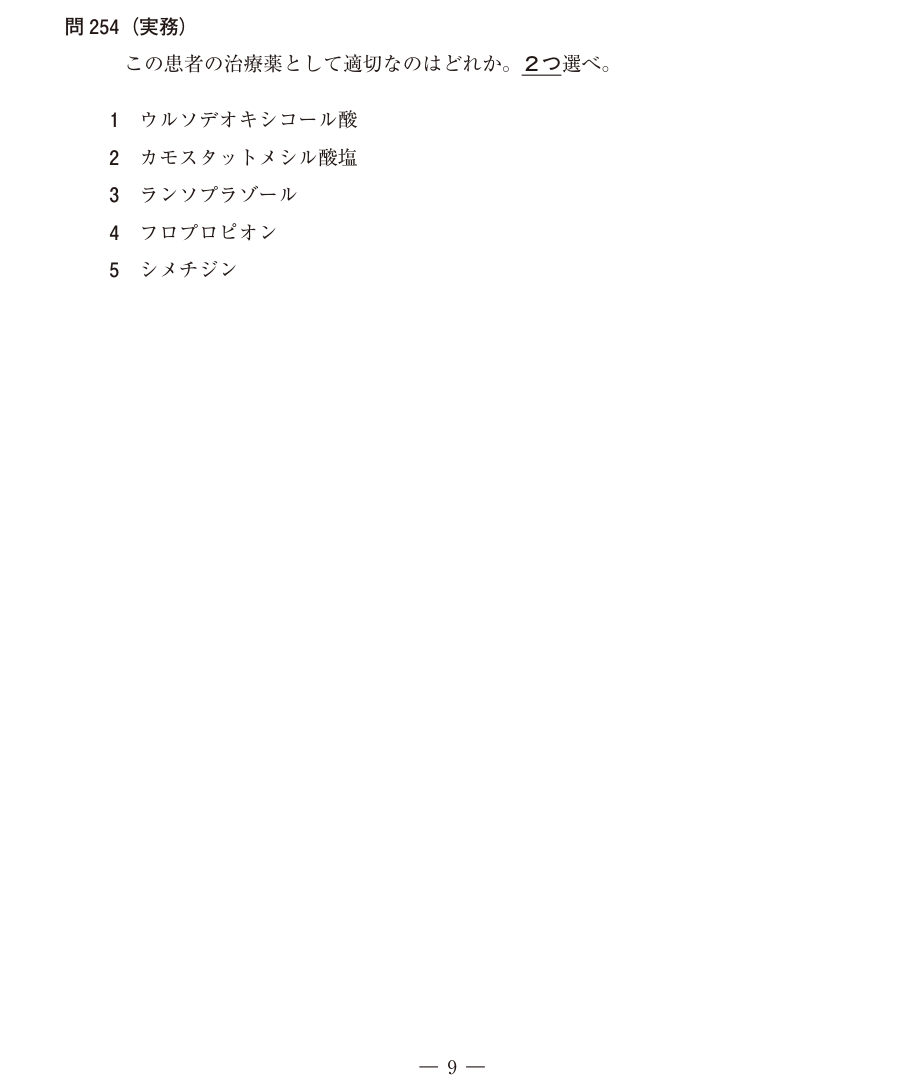 問 254（実務）
この患者の治療薬として適切なのはどれか。２つ選べ。
1　ウルソデオキシコール酸
2　カモスタットメシル酸塩
3　ランソプラゾール
4　フロプロピオン
5　シメチジン
― 9 ―